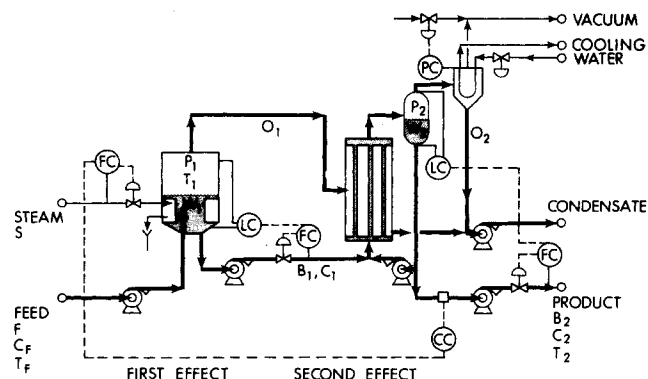 VACUUM
COOLING
WATER
PC
P2
O1
FC
P1
T1
O2
LC
STEAM
S
LC
FC
CONDENSATE
FC
B1, C1
FEED
F
CF
TF
PRODUCT
B2
C2
T2
CC
FIRST EFFECT
SECOND EFFECT